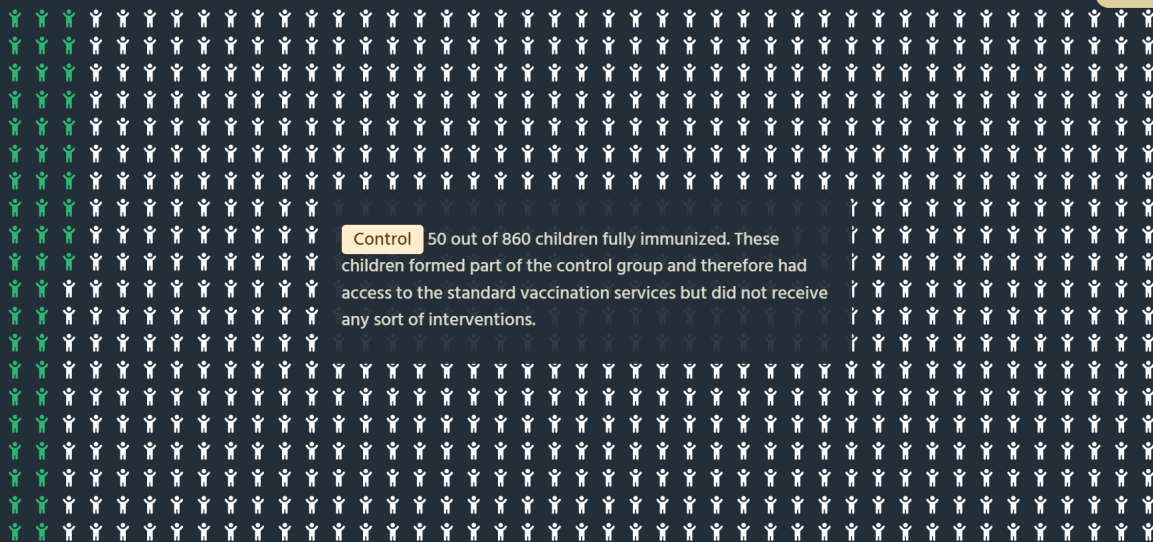 Control 50 out of 860 children fully immunized. These
children formed part of the control group and therefore had
access to the standard vaccination services but did not receive
any sort of interventions.